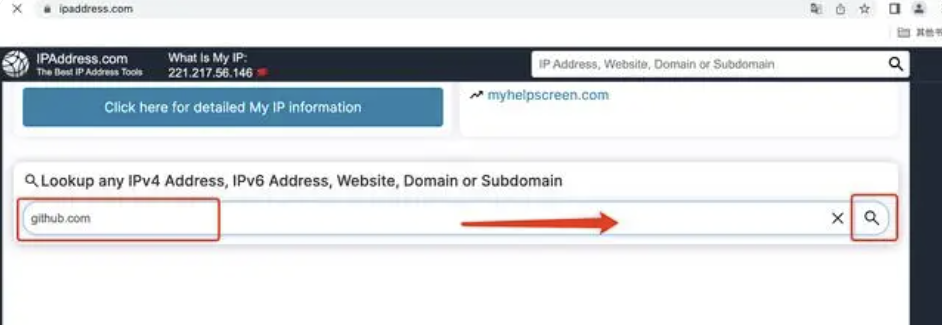 ipaddress.com
其他书
IPAddress.com
The Best IP Address Tools
What Is My IP:
221.217.56.146
IP Address, Website, Domain or Subdomain
Click here for detailed My IP information
myhelpscreen.com
Lookup any IPv4 Address, IPv6 Address, Website, Domain or Subdomain
github.com